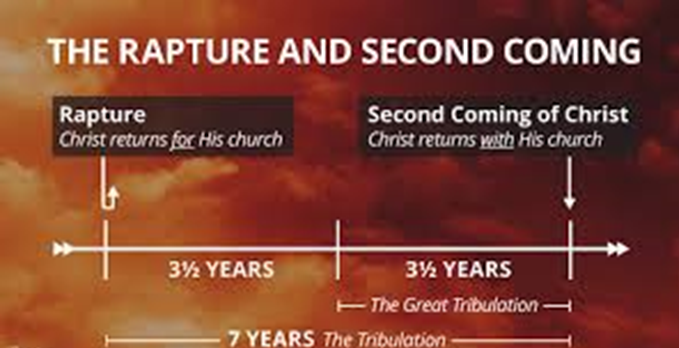 THE RAPTURE AND SECOND COMING
Rapture
Christ returns for His church
Second Coming of Christ
Christ returns with His church
3½ YEARS
3½ YEARS
The Great Tribulation
7 YEARS The Tribulation